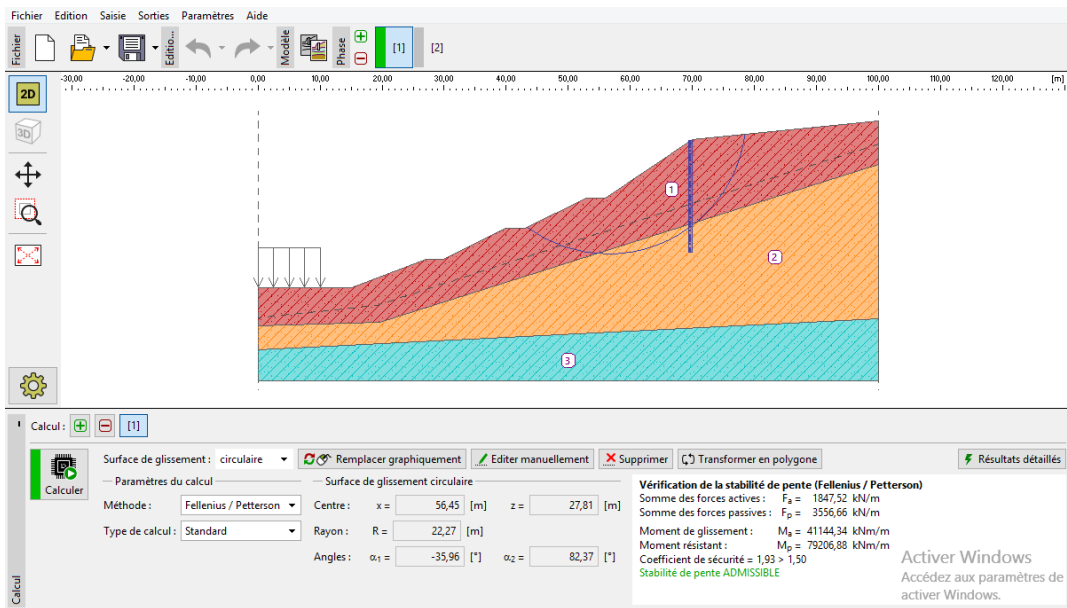 Fichier Edition Saisie Sorties Paramètres Aide
Fichier
Editio...
Modèle
Phase
[1] [2]
2D
3D
-30,00 -20,00 -10,00 0,00 10,00 20,00 30,00 40,00 50,00 60,00 70,00 80,00 90,00 100,00 110,00 120,00 [m]
1
2
3
Calcul : [1]
Calculer
Calcul
Surface de glissement : circulaire Remplacer graphiquement Editer manuellement Supprimer Transformer en polygone Résultats détaillés
Paramètres du calcul
Méthode : Fellenius / Petterson
Type de calcul : Standard
Surface de glissement circulaire
Centre : x = 56,45 [m] z = 27,81 [m]
Rayon : R = 22,27 [m]
Angles : α1 = -35,96 [°] α2 = 82,37 [°]
Vérification de la stabilité de pente (Fellenius / Petterson)
Somme des forces actives : Fa = 1847,52 kN/m
Somme des forces passives : Fp = 3556,66 kN/m
Moment de glissement : Ma = 41144,34 kNm/m
Moment résistant : Mp = 79206,88 kNm/m
Coefficient de sécurité = 1,93 > 1,50
Stabilité de pente ADMISSIBLE
Activer Windows
Accédez aux paramètres de
activer Windows.